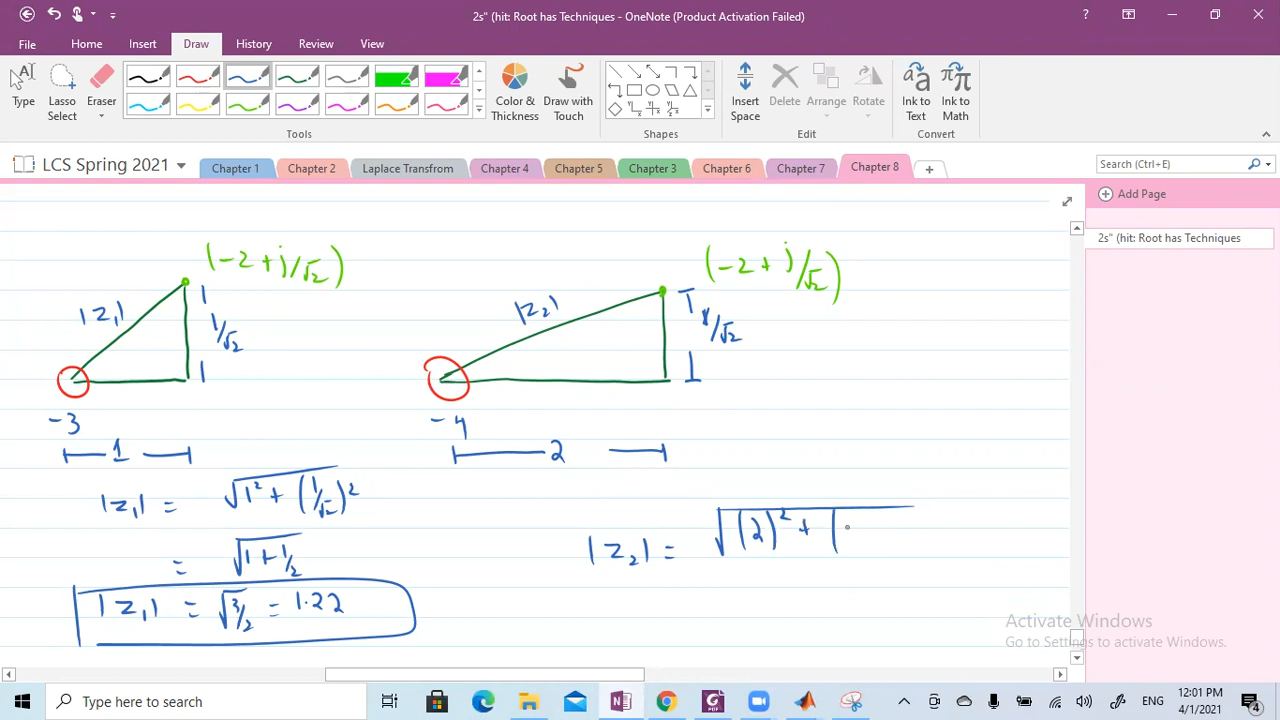 2s" (hit: Root has Techniques - OneNote (Product Activation Failed)
File Home Insert Draw History Review View
Type Lasso Select Eraser Color & Thickness Draw with Touch Insert Space Delete Arrange Rotate Ink to Text Ink to Math
Tools Shapes Edit Convert
LCS Spring 2021 Chapter 1 Chapter 2 Laplace Transfrom Chapter 4 Chapter 5 Chapter 3 Chapter 6 Chapter 7 Chapter 8 Search (Ctrl+E)
Add Page
2s" (hit: Root has Techniques
(-2+j/√2) (-2+j/√2)
|z₁| 1/√2 |z₂| 1/√2
-3 -4
1 2
|z₁| = √1² + (1/√2)²
|z₂| = √(2)² + (
= √1+1/2
|z₁| = √3/2 = 1.22
Activate Windows
Go to Settings to activate Windows.
Type here to search ENG 12:01 PM 4/1/2021 4